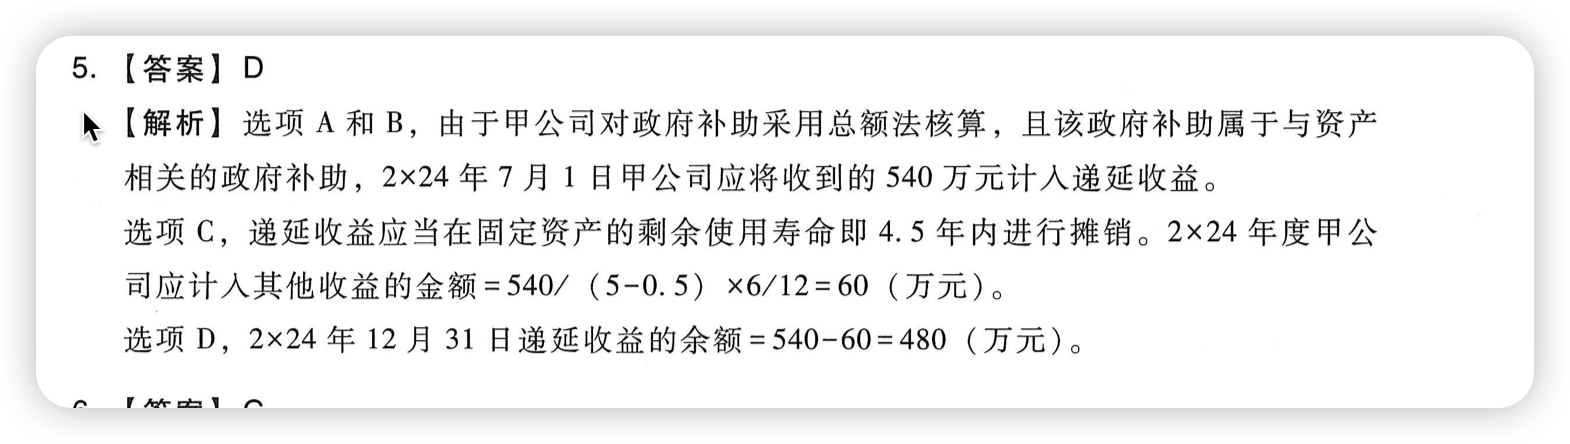 5. 【答案】D
【解析】选项 A 和 B，由于甲公司对政府补助采用总额法核算，且该政府补助属于与资产
相关的政府补助，2×24 年 7 月 1 日甲公司应将收到的 540 万元计入递延收益。
选项 C，递延收益应当在固定资产的剩余使用寿命即 4.5 年内进行摊销。2×24 年度甲公
司应计入其他收益的金额=540/（5-0.5）×6/12=60（万元）。
选项 D，2×24 年 12 月 31 日递延收益的余额=540-60=480（万元）。